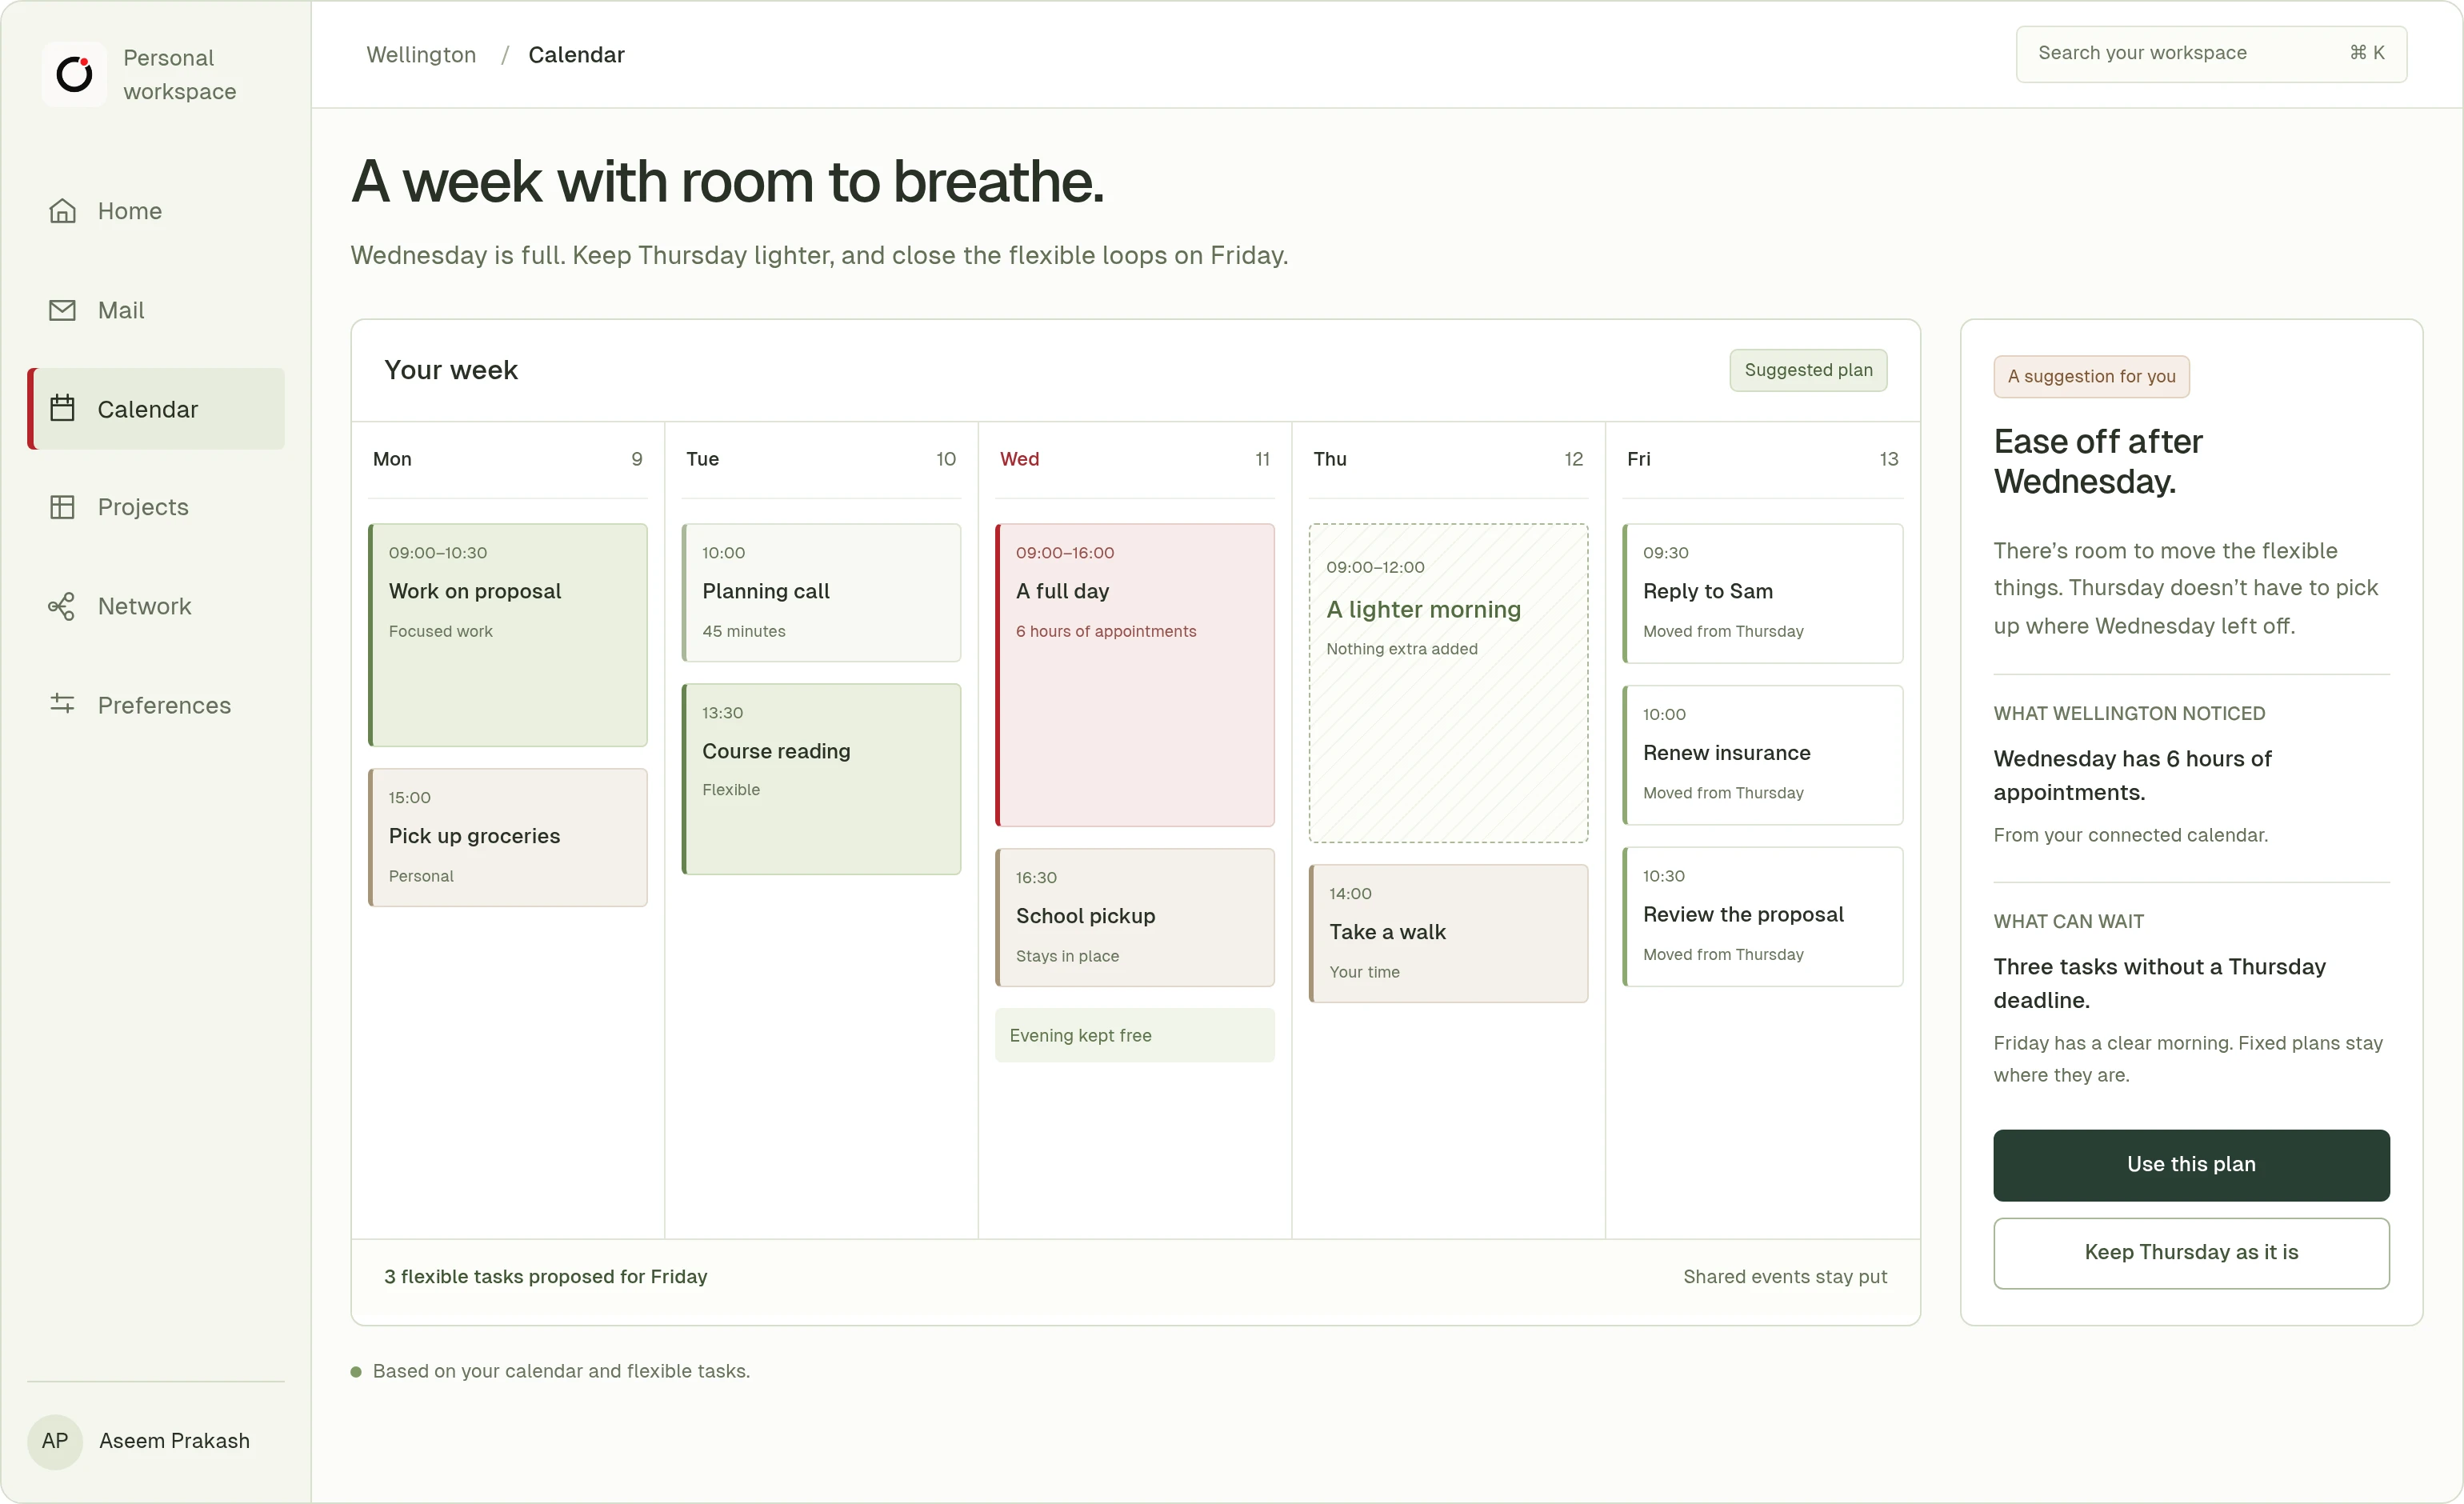 Personal
workspace
Home
Mail
Calendar
Projects
Network
Preferences
AP
Aseem Prakash
Wellington / Calendar
Search your workspace
⌘ K
A week with room to breathe.
Wednesday is full. Keep Thursday lighter, and close the flexible loops on Friday.
Your week
Suggested plan
Mon 9
09:00–10:30
Work on proposal
Focused work
15:00
Pick up groceries
Personal
Tue 10
10:00
Planning call
45 minutes
13:30
Course reading
Flexible
Wed 11
09:00–16:00
A full day
6 hours of appointments
16:30
School pickup
Stays in place
Evening kept free
Thu 12
09:00–12:00
A lighter morning
Nothing extra added
14:00
Take a walk
Your time
Fri 13
09:30
Reply to Sam
Moved from Thursday
10:00
Renew insurance
Moved from Thursday
10:30
Review the proposal
Moved from Thursday
3 flexible tasks proposed for Friday
Shared events stay put
Based on your calendar and flexible tasks.
A suggestion for you
Ease off after
Wednesday.
There’s room to move the flexible
things. Thursday doesn’t have to pick
up where Wednesday left off.
WHAT WELLINGTON NOTICED
Wednesday has 6 hours of
appointments.
From your connected calendar.
WHAT CAN WAIT
Three tasks without a Thursday
deadline.
Friday has a clear morning. Fixed plans stay
where they are.
Use this plan
Keep Thursday as it is